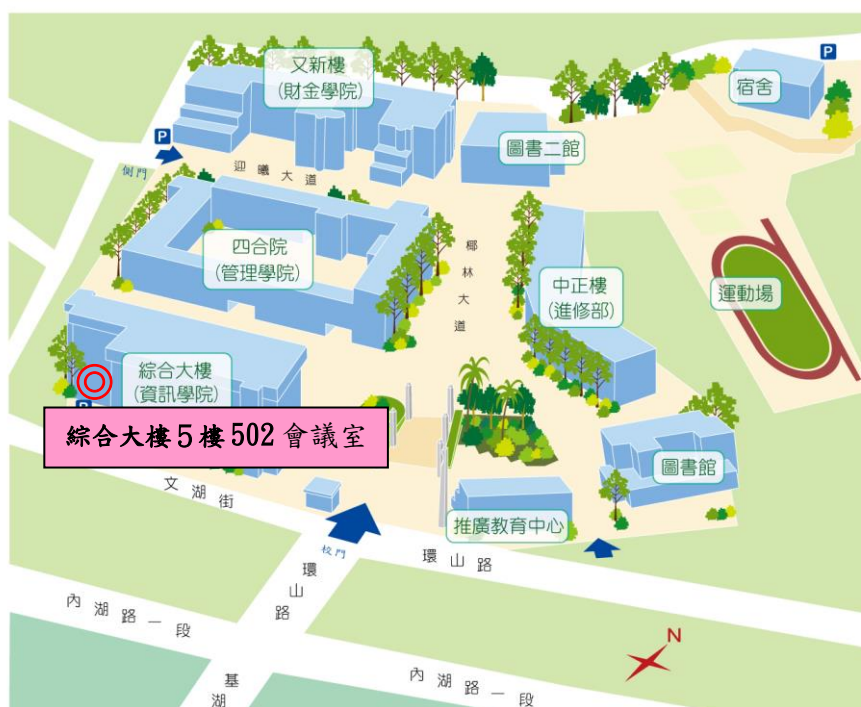 又新樓
(財金學院)
P
宿舍
P
圖書二館
側門
迎曦大道
四合院
(管理學院)
椰林大道
中正樓
(進修部)
運動場
綜合大樓
(資訊學院)
P
綜合大樓5樓502會議室
圖書館
文湖街
推廣教育中心
校門
環山路
環山路
內湖路一段
N
內湖路一段
基湖